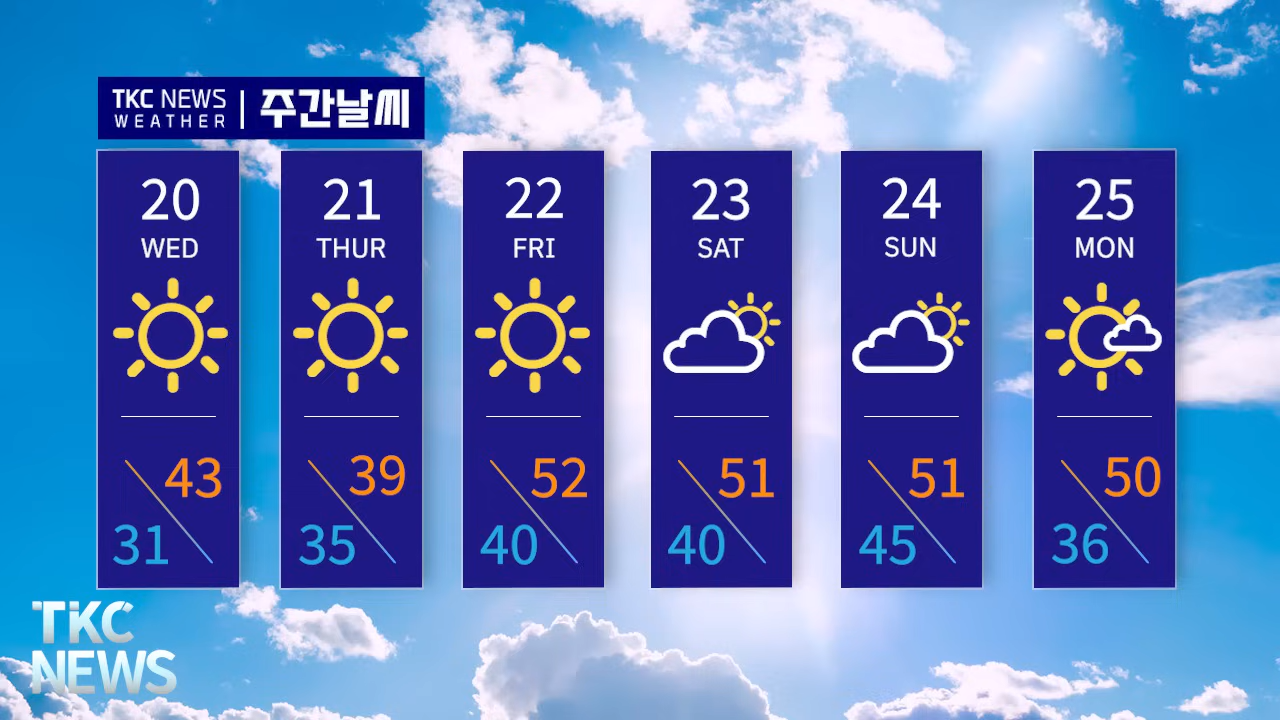 TKC NEWS
WEATHER
주간날씨
20
WED
43
31
21
THUR
39
35
22
FRI
52
40
23
SAT
51
40
24
SUN
51
45
25
MON
50
36
TKC
NEWS